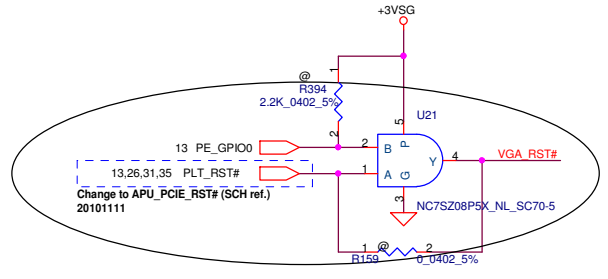 +3VSG
1
@
R394
2.2K_0402_5%
2
5
U21
13 PE_GPIO0
2
B
P
Y
4
VGA_RST#
13,26,31,35 PLT_RST#
1
A
G
3
Change to APU_PCIE_RST# (SCH ref.)
20101111
NC7SZ08P5X_NL_SC70-5
1
@
2
R159
0_0402_5%